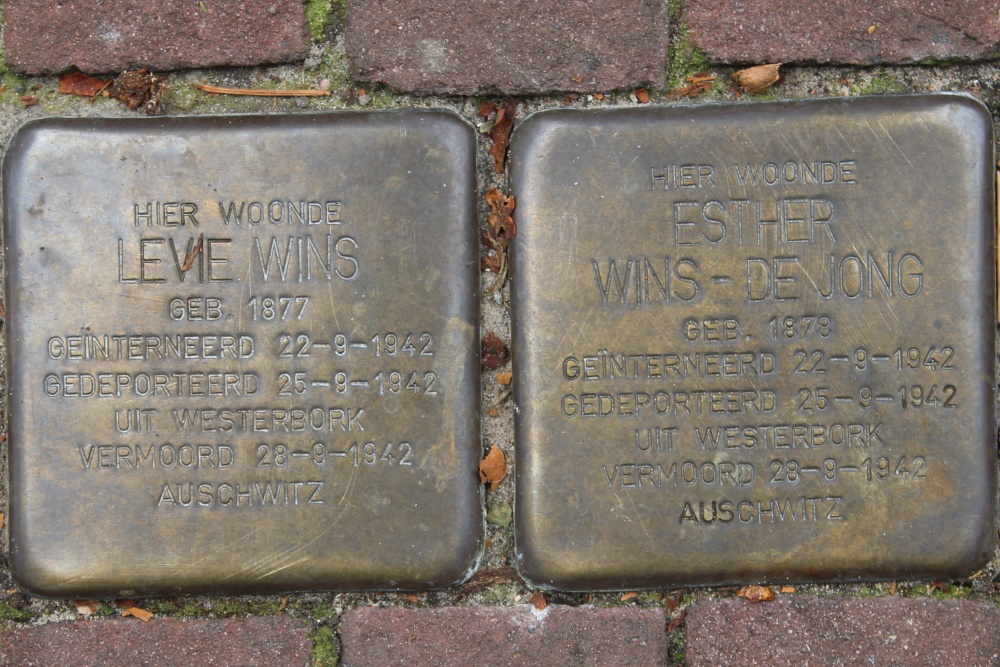 HIER WOONDE
LEVIE WINS
GEB. 1877
GEÏNTERNEERD 22-9-1942
GEDEPORTEERD 25-9-1942
UIT WESTERBORK
VERMOORD 28-9-1942
AUSCHWITZ
HIER WOONDE
ESTHER
WINS - DE JONG
GEB. 1878
GEÏNTERNEERD 22-9-1942
GEDEPORTEERD 25-9-1942
UIT WESTERBORK
VERMOORD 28-9-1942
AUSCHWITZ